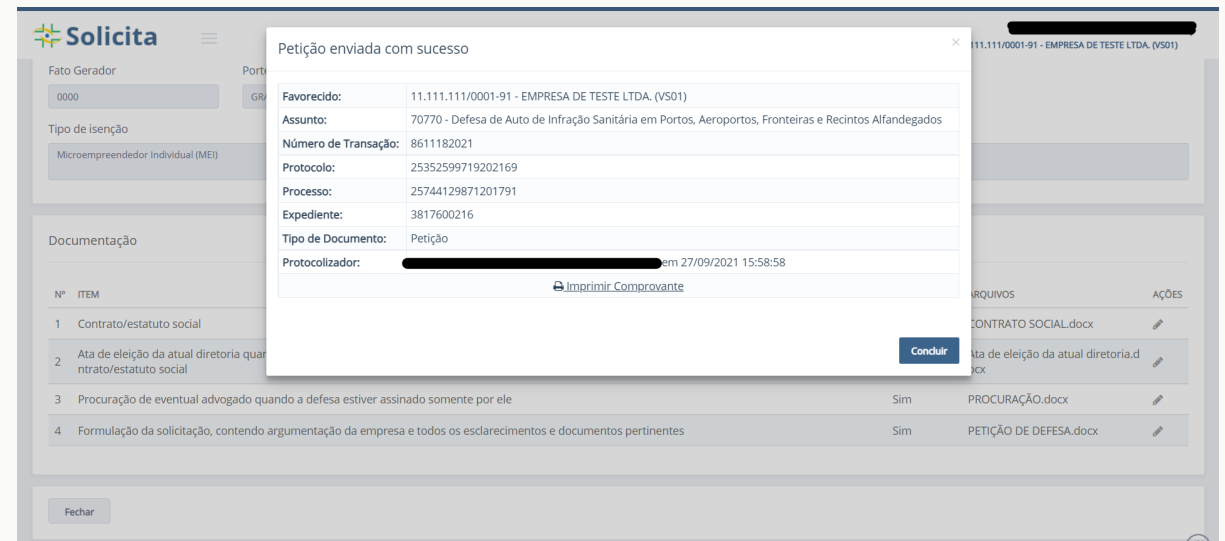 Solicita
11.111/0001-91 - EMPRESA DE TESTE LTDA. (VS01)
Petição enviada com sucesso
×
Fato Gerador
0000
GRA
Tipo de isenção
Microempreendedor Individual (MEI)
Favorecido: 11.111.111/0001-91 - EMPRESA DE TESTE LTDA. (VS01)
Assunto: 70770 - Defesa de Auto de Infração Sanitária em Portos, Aeroportos, Fronteiras e Recintos Alfandegados
Número de Transação: 8611182021
Protocolo: 25352599719202169
Processo: 25744129871201791
Expediente: 3817600216
Tipo de Documento: Petição
Protocolizador: em 27/09/2021 15:58:58
Imprimir Comprovante
Concluir
Documentação
Nº ITEM ARQUIVOS AÇÕES
1 Contrato/estatuto social CONTRATO SOCIAL.docx
2 Ata de eleição da atual diretoria quan
ntrato/estatuto social
Ata de eleição da atual diretoria.d
ocx
3 Procuração de eventual advogado quando a defesa estiver assinado somente por ele Sim PROCURAÇÃO.docx
4 Formulação da solicitação, contendo argumentação da empresa e todos os esclarecimentos e documentos pertinentes Sim PETIÇÃO DE DEFESA.docx
Fechar